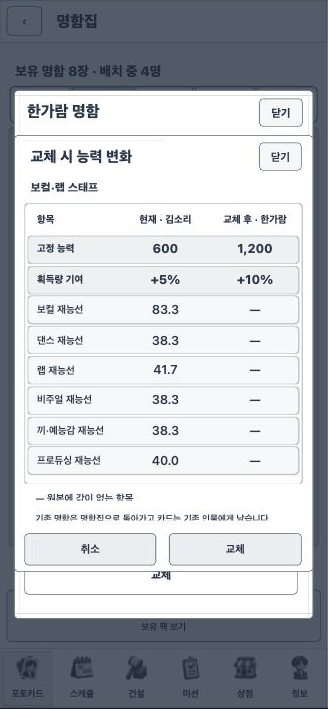 ‹ 명함집
보유 명함 8장 · 배치 중 4명
한가람 명함 닫기
교체 시 능력 변화 닫기
보컬·랩 스태프
항목 현재 · 김소리 교체 후 · 한가람
고정 능력 600 1,200
획득량 기여 +5% +10%
보컬 재능선 83.3 —
댄스 재능선 38.3 —
랩 재능선 41.7 —
비주얼 재능선 38.3 —
끼·예능감 재능선 38.3 —
프로듀싱 재능선 40.0 —
— 원본에 값이 없는 항목
기존 명함은 명함집으로 돌아가고 카드는 기존 인물에게 남습니다
취소 교체
교체
보유 팩 보기
포토카드 스케줄 건설 미션 상점 정보